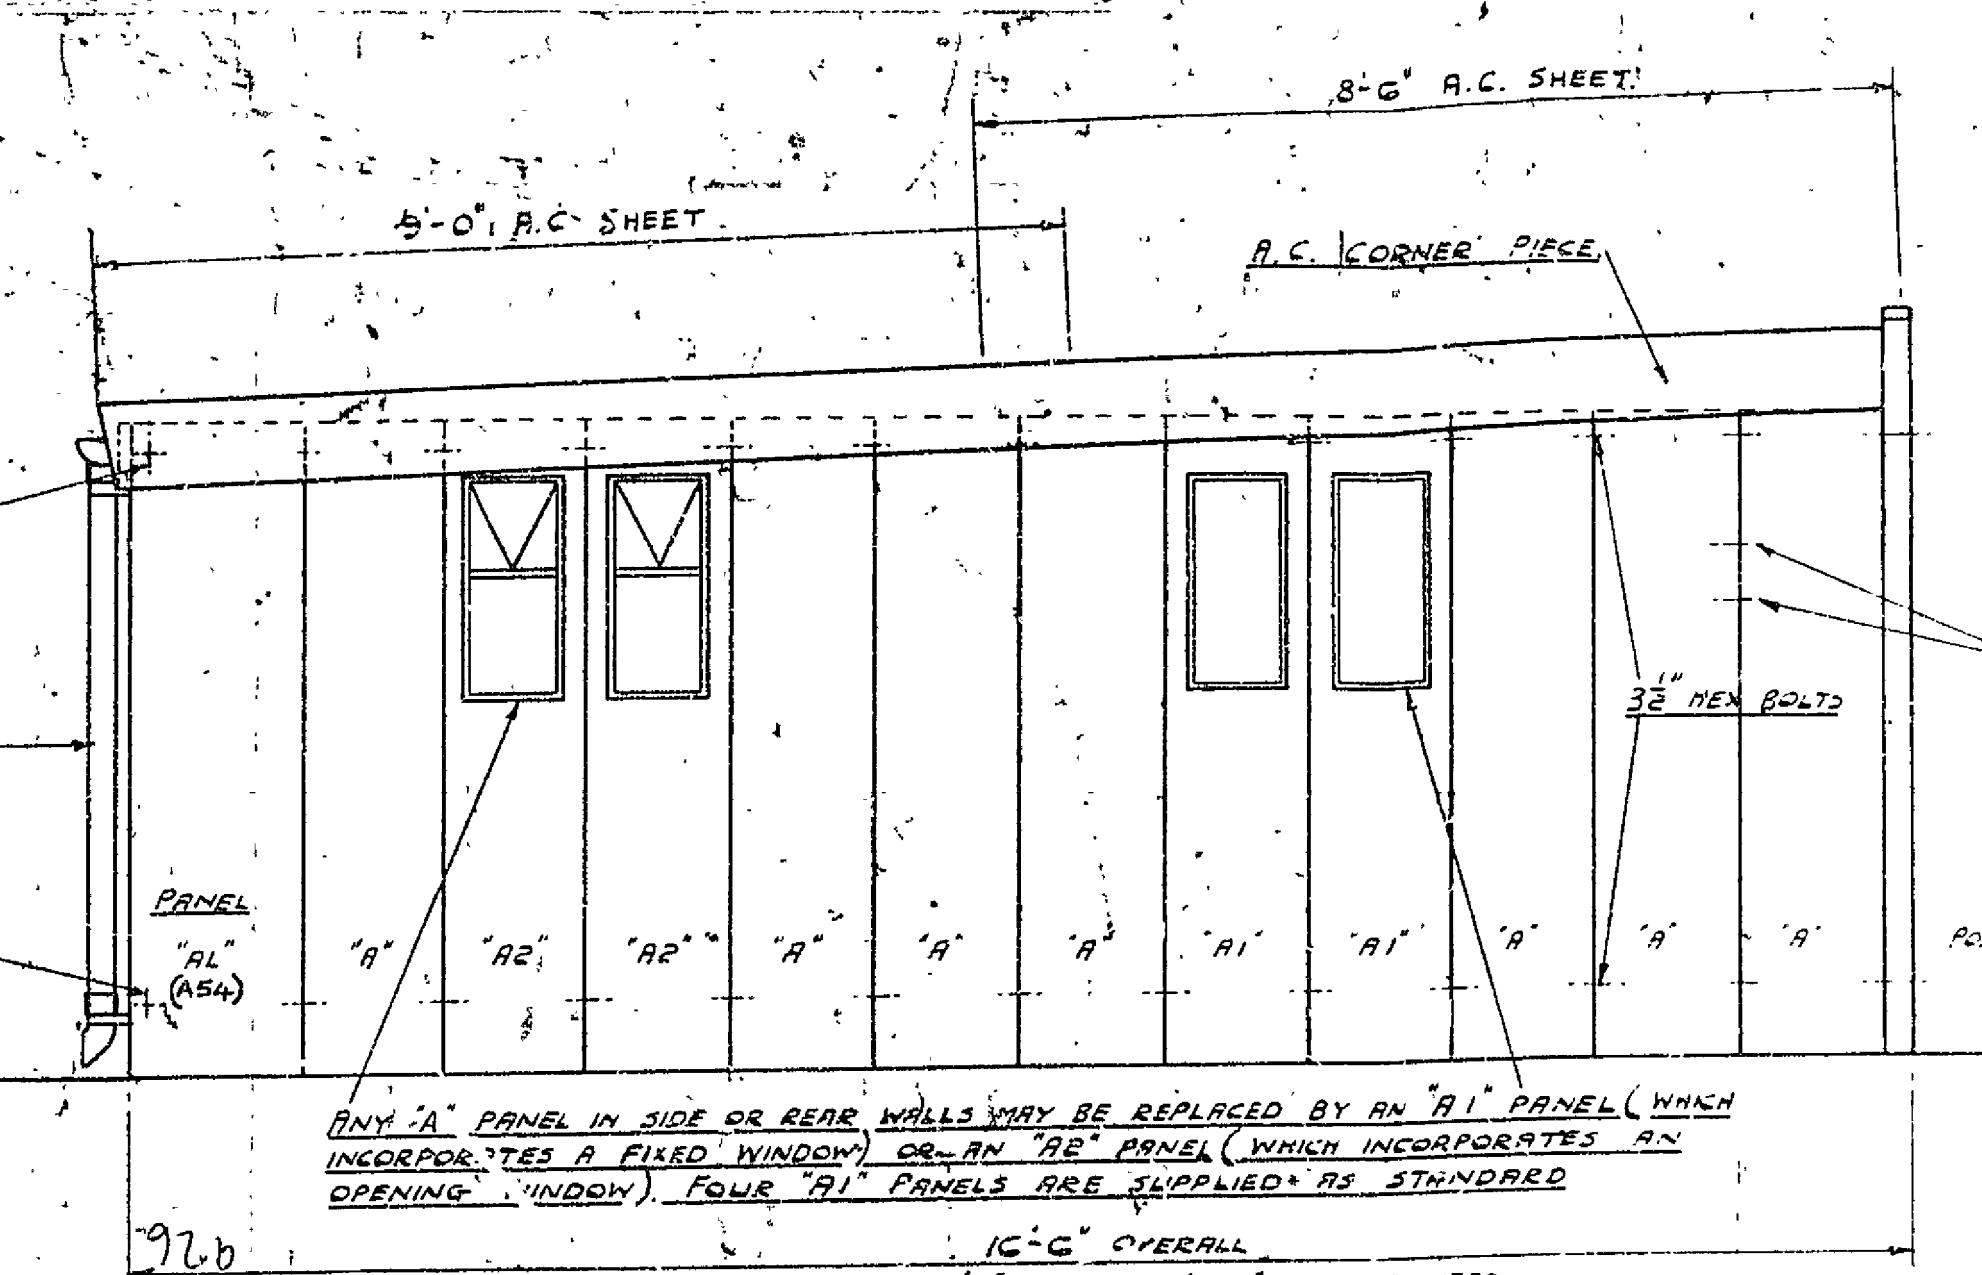 8'-6" A.C. SHEET.
9'-0" A.C. SHEET
A.C. CORNER PIECE.
3½" HEX BOLTS
PANEL
"AL"
(A54)
"A"
"A2"
"A2"
"A"
"A"
"A"
"A1"
"A1"
"A"
"A"
"A"
ANY "A" PANEL IN SIDE OR REAR WALLS MAY BE REPLACED BY AN "A1" PANEL (WHICH
INCORPORATES A FIXED WINDOW) OR AN "A2" PANEL (WHICH INCORPORATES AN
OPENING WINDOW). FOUR "A1" PANELS ARE SUPPLIED AS STANDARD
16'-6" OVERALL